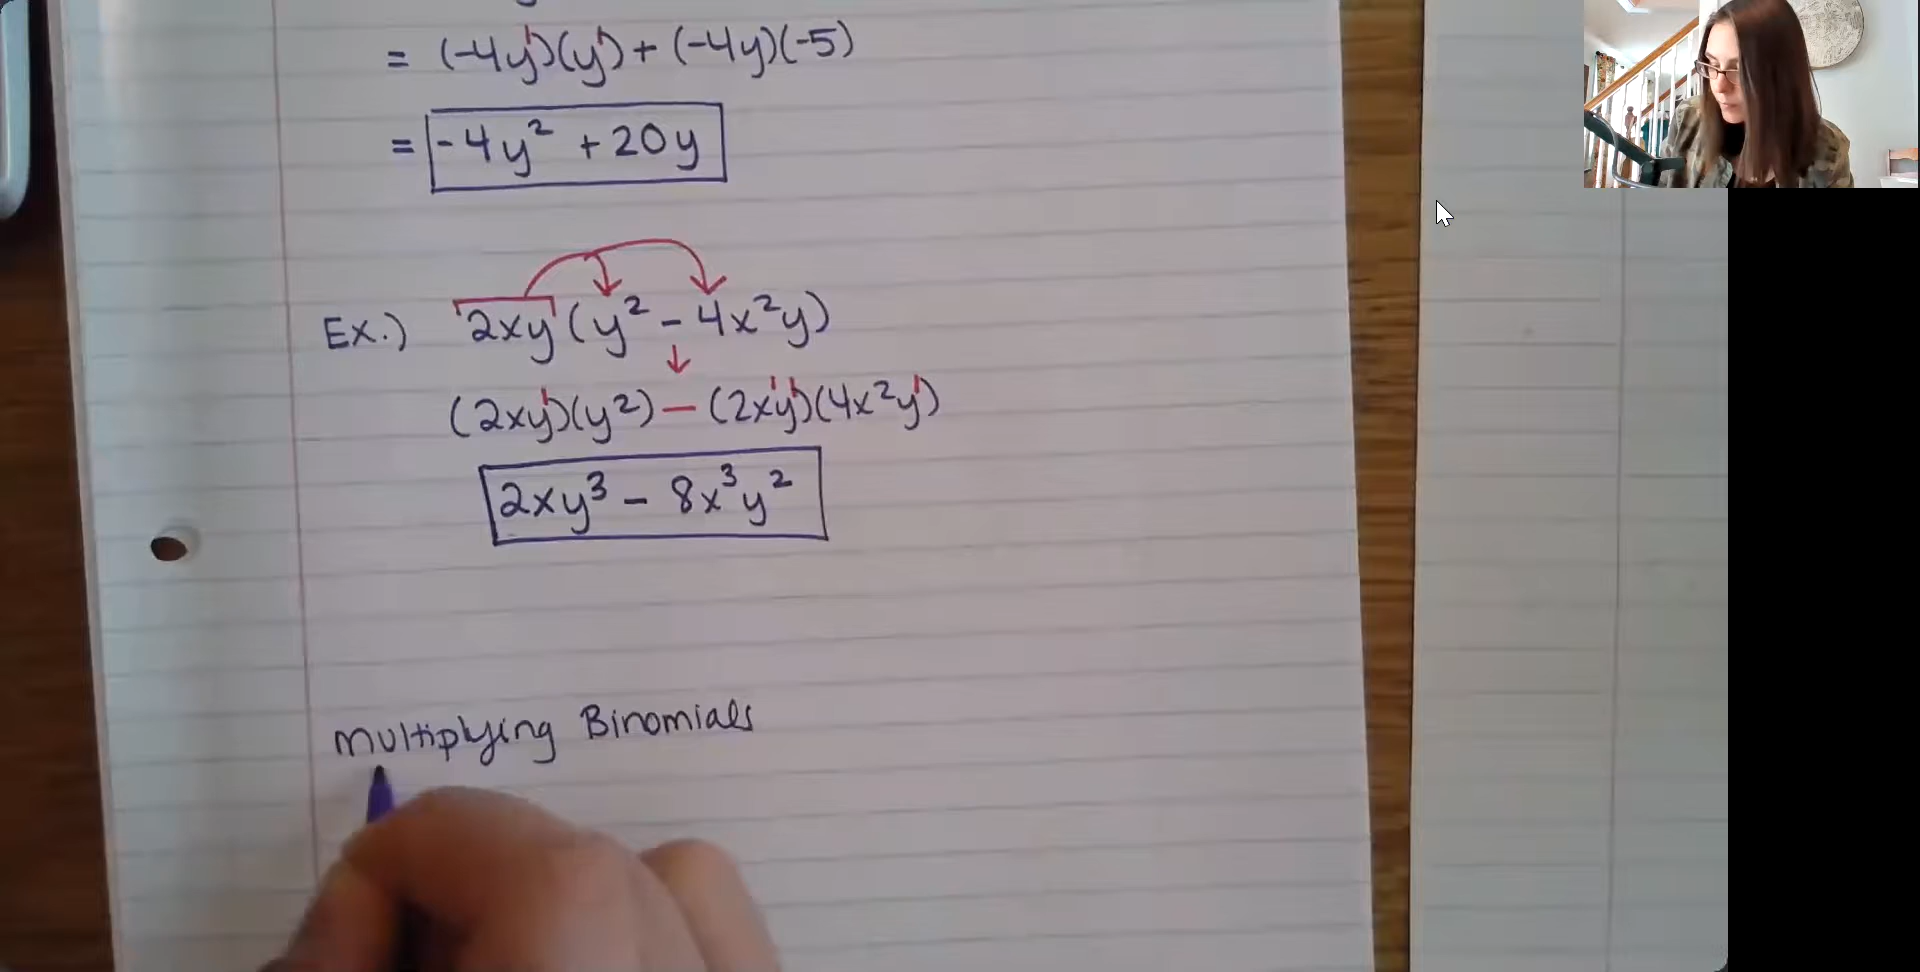 = (-4y¹)(y¹) + (-4y)(-5)
= -4y² + 20y
Ex.) 2xy (y² - 4x²y)
(2xy¹)(y²) — (2x¹y¹)(4x²y¹)
2xy³ - 8x³y²
Multiplying Binomials